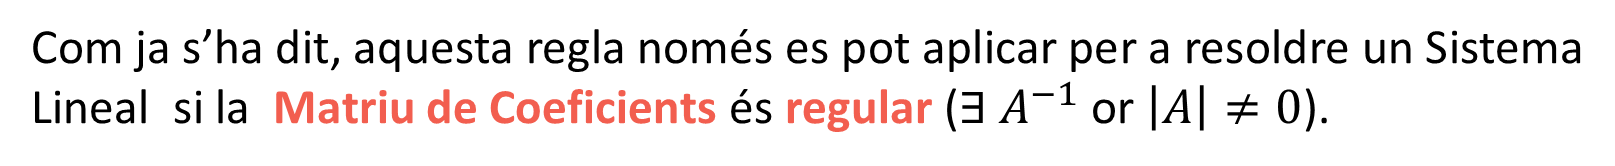 Com ja s’ha dit, aquesta regla només es pot aplicar per a resoldre un Sistema
Lineal si la Matriu de Coeficients és regular (∃ A⁻¹ or |A| ≠ 0).